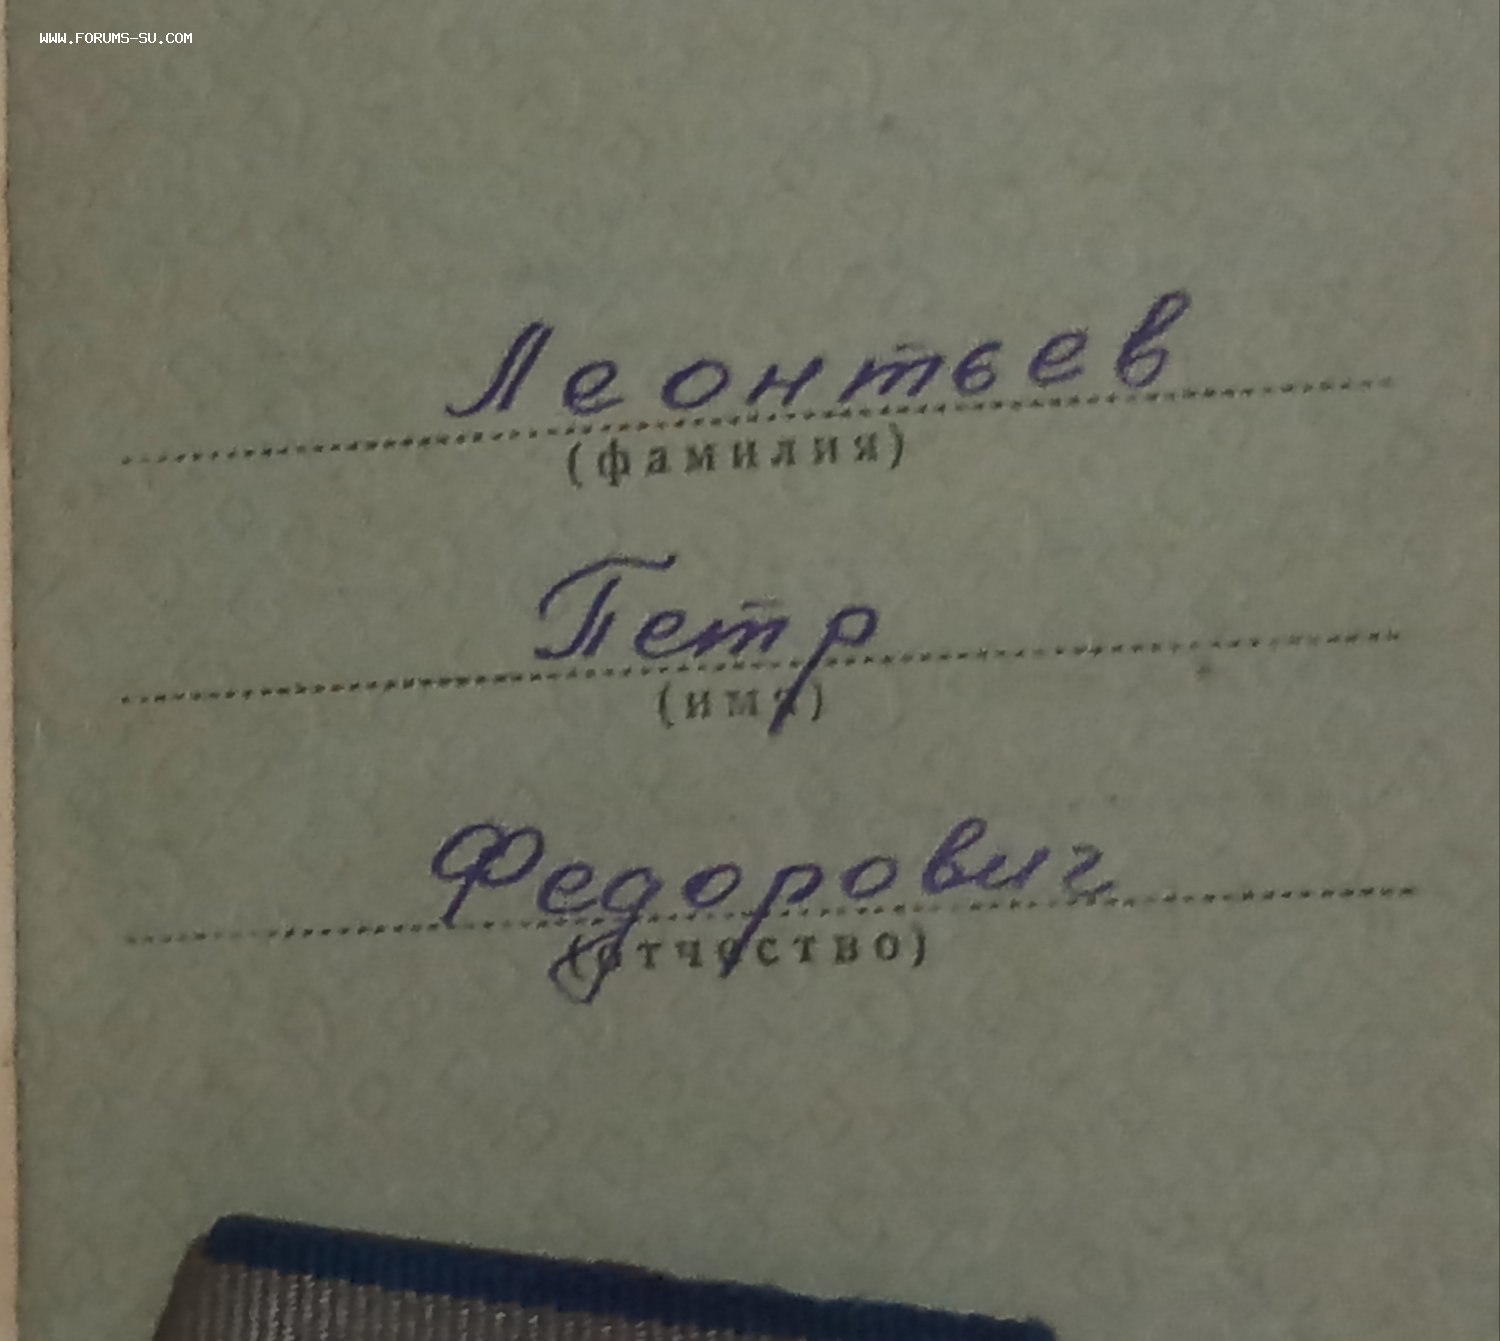 WWW.FORUMS-SU.COM
Леонтьев
(фамилия)
Петр
(имя)
Федорович
(отчество)